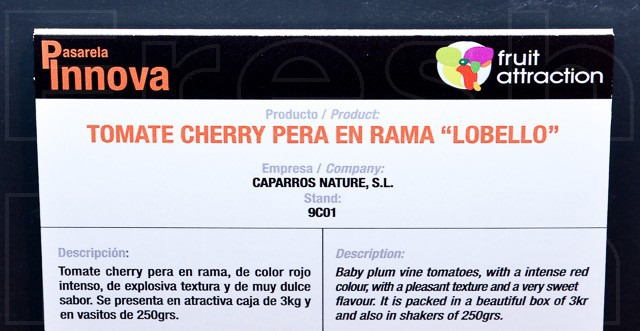 Pasarela
Innova
fruit
attraction
Producto / Product:
TOMATE CHERRY PERA EN RAMA “LOBELLO”
Empresa / Company:
CAPARROS NATURE, S.L.
Stand:
9C01
Descripción:
Tomate cherry pera en rama, de color rojo
intenso, de explosiva textura y de muy dulce
sabor. Se presenta en atractiva caja de 3kg y
en vasitos de 250grs.
Description:
Baby plum vine tomatoes, with a intense red
colour, with a pleasant texture and a very sweet
flavour. It is packed in a beautiful box of 3kr
and also in shakers of 250grs.